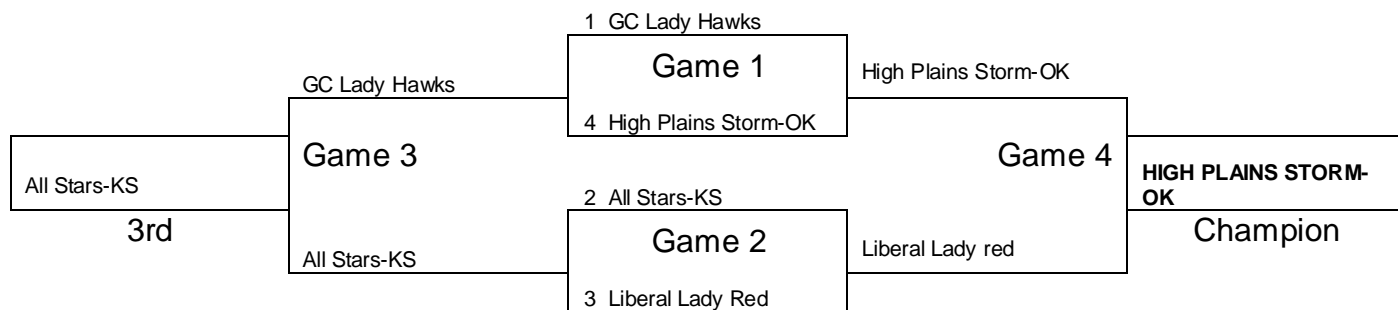 1 GC Lady Hawks
Game 1
High Plains Storm-OK
GC Lady Hawks
4 High Plains Storm-OK
Game 3
Game 4
All Stars-KS
HIGH PLAINS STORM-
OK
2 All Stars-KS
3rd
Champion
Game 2
All Stars-KS
Liberal Lady red
3 Liberal Lady Red